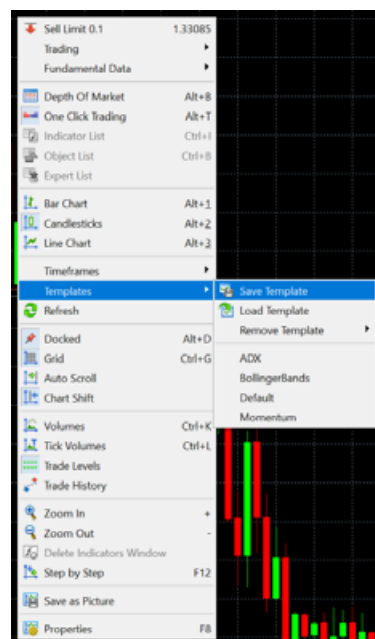 Sell Limit 0.1 1.33085
Trading
Fundamental Data
Depth Of Market Alt+B
One Click Trading Alt+T
Indicator List Ctrl+I
Object List Ctrl+B
Expert List
Bar Chart Alt+1
Candlesticks Alt+2
Line Chart Alt+3
Timeframes
Templates
Save Template
Refresh
Load Template
Remove Template
Docked Alt+D
Grid Ctrl+G
ADX
Auto Scroll
BollingerBands
Chart Shift
Default
Momentum
Volumes Ctrl+K
Tick Volumes Ctrl+L
Trade Levels
Trade History
Zoom In +
Zoom Out -
Delete Indicators Window
Step by Step F12
Save as Picture
Properties F8